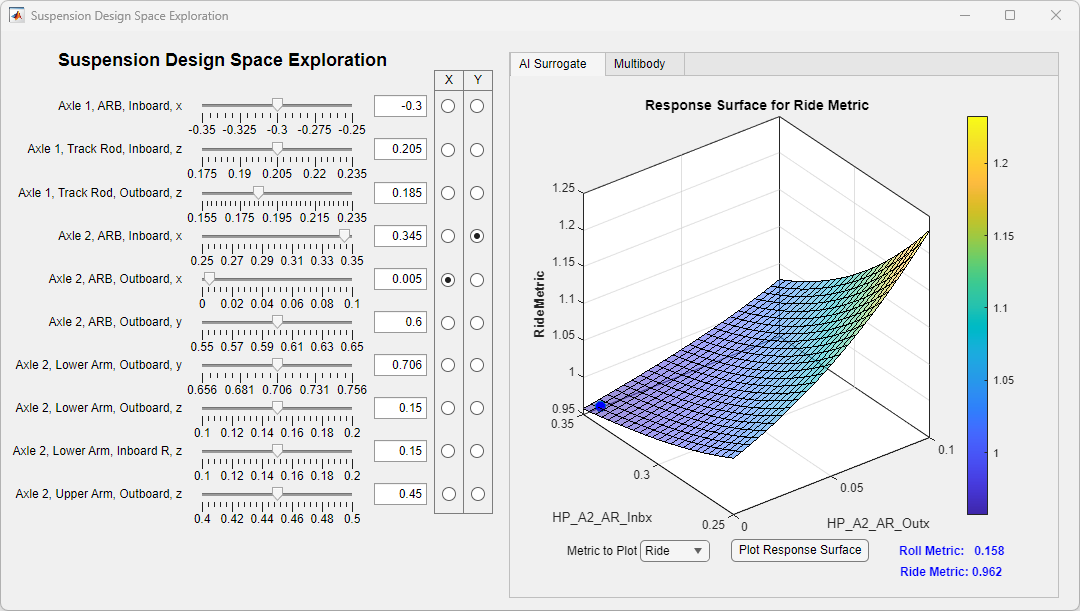 Suspension Design Space Exploration
Suspension Design Space Exploration
X Y
Axle 1, ARB, Inboard, x -0.3
-0.35 -0.325 -0.3 -0.275 -0.25
Axle 1, Track Rod, Inboard, z 0.205
0.175 0.19 0.205 0.22 0.235
Axle 1, Track Rod, Outboard, z 0.185
0.155 0.175 0.195 0.215 0.235
Axle 2, ARB, Inboard, x 0.345
0.25 0.27 0.29 0.31 0.33 0.35
Axle 2, ARB, Outboard, x 0.005
0 0.02 0.04 0.06 0.08 0.1
Axle 2, ARB, Outboard, y 0.6
0.55 0.57 0.59 0.61 0.63 0.65
Axle 2, Lower Arm, Outboard, y 0.706
0.656 0.681 0.706 0.731 0.756
Axle 2, Lower Arm, Outboard, z 0.15
0.1 0.12 0.14 0.16 0.18 0.2
Axle 2, Lower Arm, Inboard R, z 0.15
0.1 0.12 0.14 0.16 0.18 0.2
Axle 2, Upper Arm, Outboard, z 0.45
0.4 0.42 0.44 0.46 0.48 0.5
AI Surrogate Multibody
Response Surface for Ride Metric
RideMetric
1.25
1.2
1.15
1.1
1.05
1
0.95
0.35
0.3
0.25
HP_A2_AR_Inbx
0
0.05
0.1
HP_A2_AR_Outx
1.2
1.15
1.1
1.05
1
Metric to Plot Ride Plot Response Surface
Roll Metric: 0.158
Ride Metric: 0.962